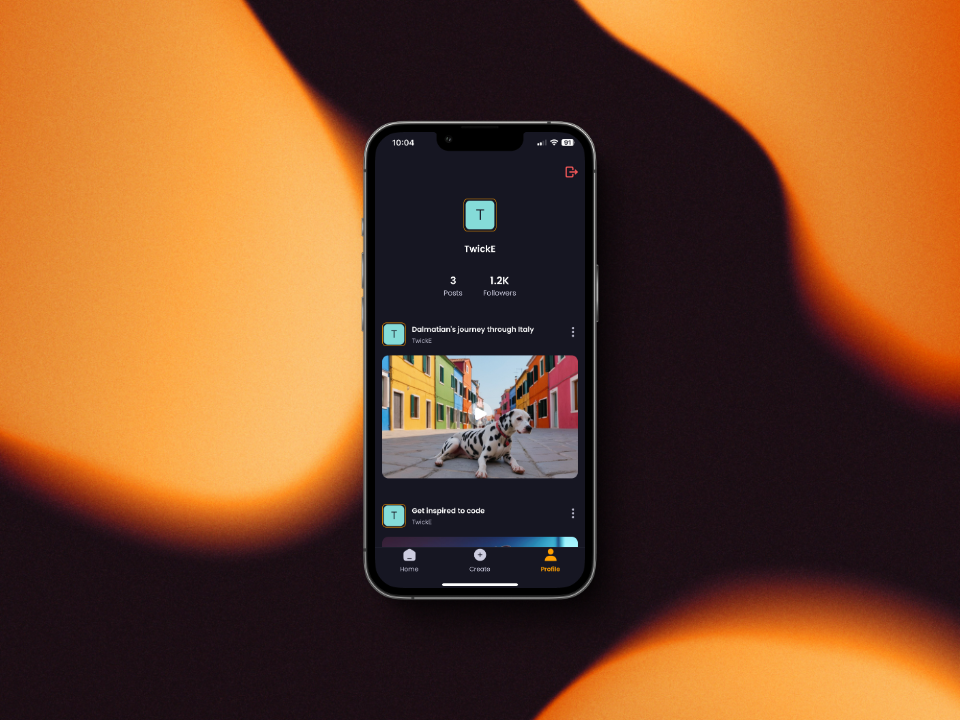 10:04
91
T
TwickE
3
1.2K
Posts
Followers
T
Dalmatian's journey through Italy
TwickE
T
Get inspired to code
TwickE
Home
Create
Profile